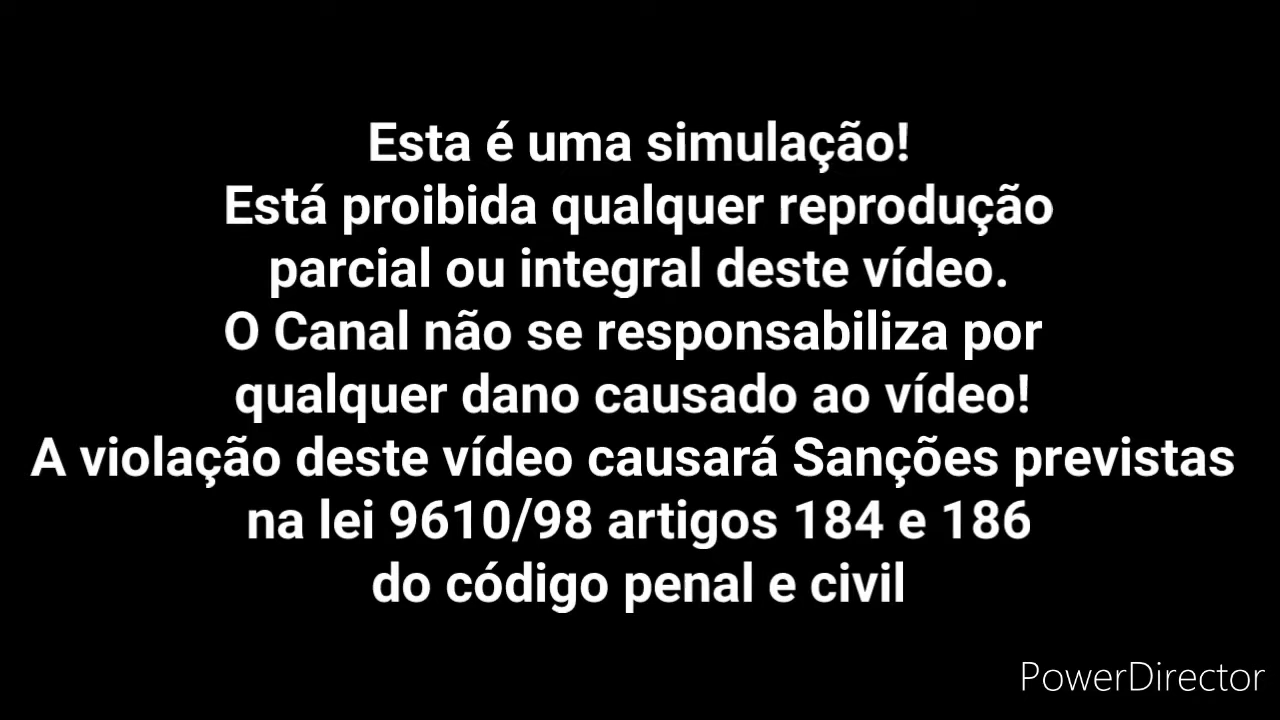 Esta é uma simulação!
Está proibida qualquer reprodução
parcial ou integral deste vídeo.
O Canal não se responsabiliza por
qualquer dano causado ao vídeo!
A violação deste vídeo causará Sanções previstas
na lei 9610/98 artigos 184 e 186
do código penal e civil
PowerDirector